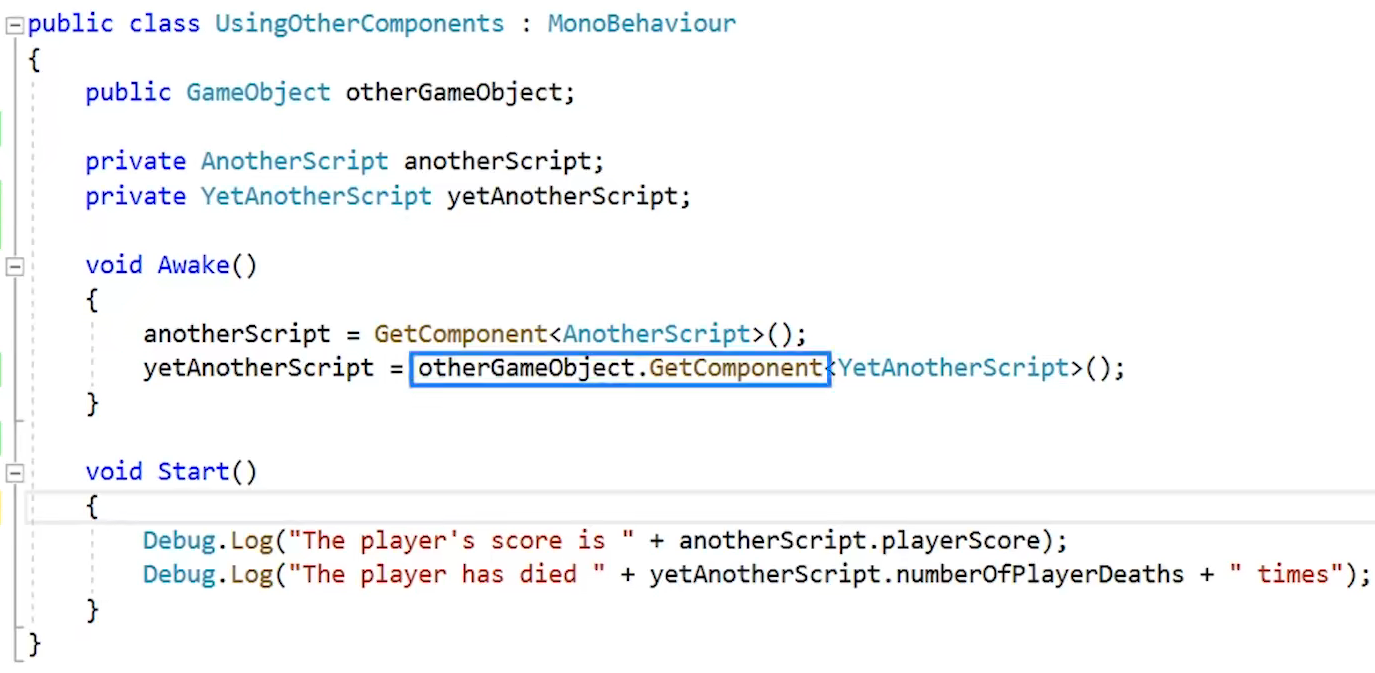 public class UsingOtherComponents : MonoBehaviour
{
public GameObject otherGameObject;
private AnotherScript anotherScript;
private YetAnotherScript yetAnotherScript;
void Awake()
{
anotherScript = GetComponent<AnotherScript>();
yetAnotherScript = otherGameObject.GetComponent<YetAnotherScript>();
}
void Start()
{
Debug.Log("The player's score is " + anotherScript.playerScore);
Debug.Log("The player has died " + yetAnotherScript.numberOfPlayerDeaths + " times");
}
}